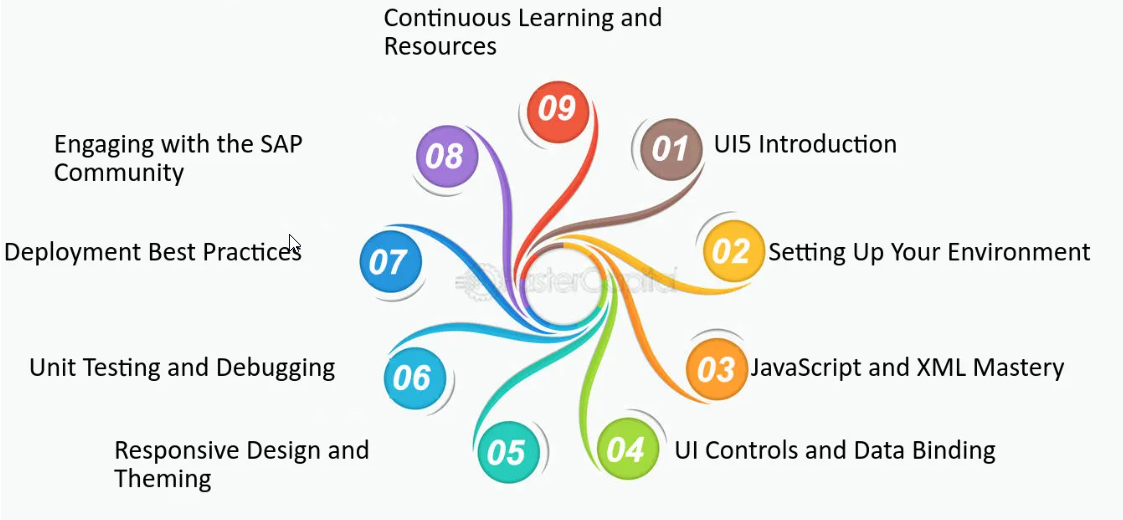 Continuous Learning and
Resources
09
01
UI5 Introduction
Engaging with the SAP
Community
08
02
Setting Up Your Environment
Deployment Best Practices
07
03
JavaScript and XML Mastery
Unit Testing and Debugging
06
04
UI Controls and Data Binding
Responsive Design and
Theming
05